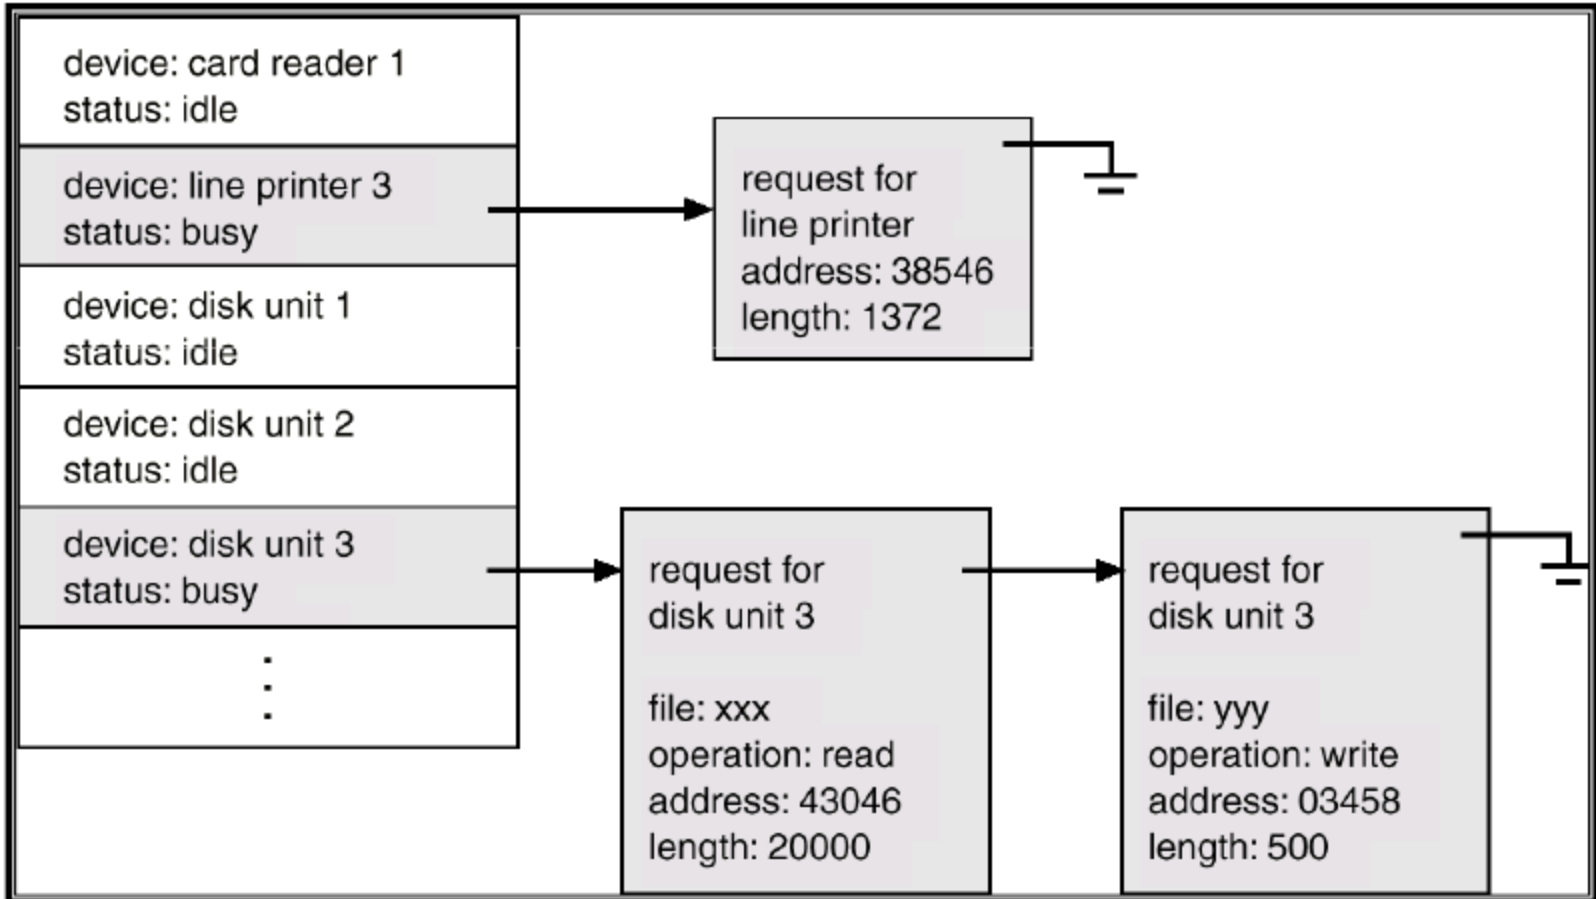 device: card reader 1
status: idle
device: line printer 3
status: busy
device: disk unit 1
status: idle
device: disk unit 2
status: idle
device: disk unit 3
status: busy
request for
line printer
address: 38546
length: 1372
request for
disk unit 3
file: xxx
operation: read
address: 43046
length: 20000
request for
disk unit 3
file: yyy
operation: write
address: 03458
length: 500